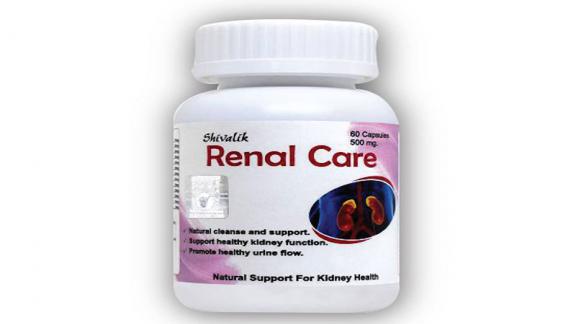 Shivalik
60 Capsules
500 mg.
Renal Care
Natural cleanse and support.
Support healthy kidney function.
Promote healthy urine flow.
Natural Support For Kidney Health